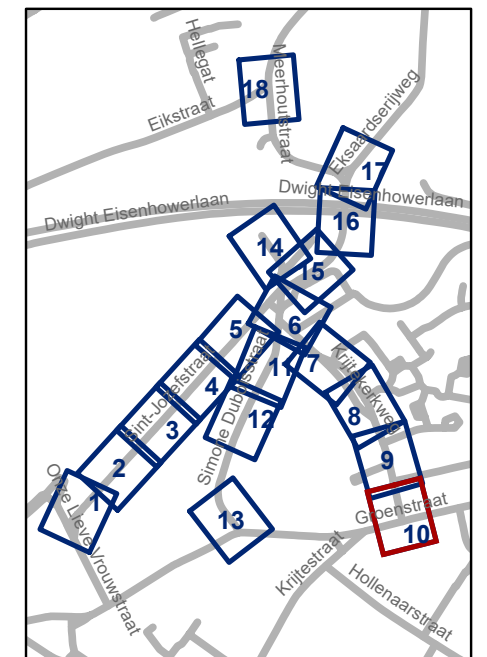 Hellegat
Meerhoutstraat
18
Eikstraat
Eksaardserijweg
17
Dwight Eisenhowerlaan
Dwight Eisenhowerlaan
16
14
15
5
6
Krijtekerkweg
11
7
Sint-Jozefstraat
4
8
Simone Dubrulstraat
12
3
9
2
Onze Lieve Vrouwstraat
1
Groenstraat
13
10
Krijtestraat
Hollenaarstraat